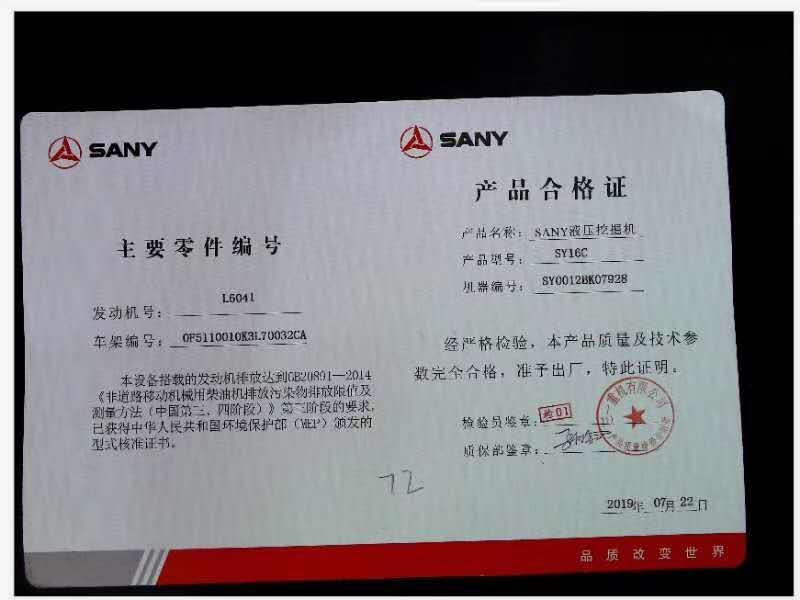 SANY
主要零件编号
发动机号：L6041
车架编号：0F5110010K3L70032CA
本设备搭载的发动机排放达到GB20891—2014
《非道路移动机械用柴油机排放污染物排放限值及
测量方法（中国第三、四阶段）》第三阶段的要求，
已获得中华人民共和国环境保护部（MEP）颁发的
型式核准证书。
SANY
产品合格证
产品名称：SANY液压挖掘机
产品型号：SY16C
机器编号：SY0012BK07928
经严格检验，本产品质量及技术参
数完全合格，准予出厂，特此证明。
检验员签章：检01
质保部签章：
72
2019年 07月 22日
品质改变世界